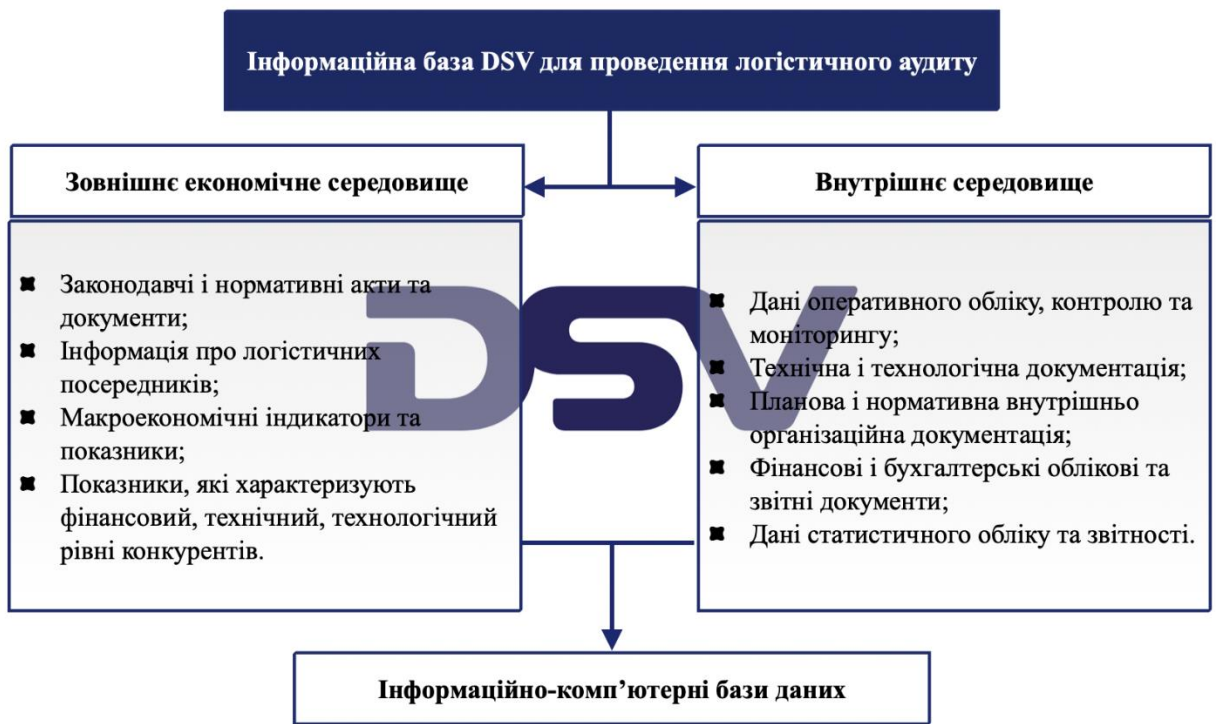 Інформаційна база DSV для проведення логістичного аудиту
Зовнішнє економічне середовище
Законодавчі і нормативні акти та
документи;
Інформація про логістичних
посередників;
Макроекономічні індикатори та
показники;
Показники, які характеризують
фінансовий, технічний, технологічний
рівні конкурентів.
Внутрішнє середовище
Дані оперативного обліку, контролю та
моніторингу;
Технічна і технологічна документація;
Планова і нормативна внутрішньо
організаційна документація;
Фінансові і бухгалтерські облікові та
звітні документи;
Дані статистичного обліку та звітності.
DSV
Інформаційно-комп’ютерні бази даних